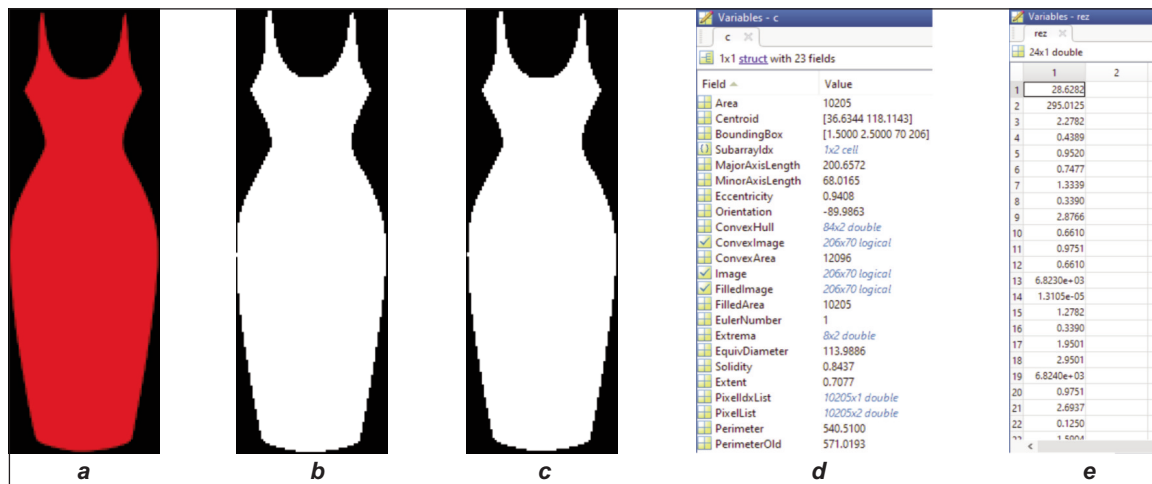 Variables - c
c
1x1 struct with 23 fields
Field Value
Area 10205
Centroid [36.6344 118.1143]
BoundingBox [1.5000 2.5000 70 206]
SubarrayIdx 1x2 cell
MajorAxisLength 200.6572
MinorAxisLength 68.0165
Eccentricity 0.9408
Orientation -89.9863
ConvexHull 84x2 double
ConvexImage 206x70 logical
ConvexArea 12096
Image 206x70 logical
FilledImage 206x70 logical
FilledArea 10205
EulerNumber 1
Extrema 8x2 double
EquivDiameter 113.9886
Solidity 0.8437
Extent 0.7077
PixelIdxList 10205x1 double
PixelList 10205x2 double
Perimeter 540.5100
PerimeterOld 571.0193
Variables - rez
rez
24x1 double
1 2
1 28.6282
2 295.0125
3 2.2782
4 0.4389
5 0.9520
6 0.7477
7 1.3339
8 0.3390
9 2.8766
10 0.6610
11 0.9751
12 0.6610
13 6.8230e+03
14 1.3105e-05
15 1.2782
16 0.3390
17 1.9501
18 2.9501
19 6.8240e+03
20 0.9751
21 2.6937
22 0.1250
a b c d e